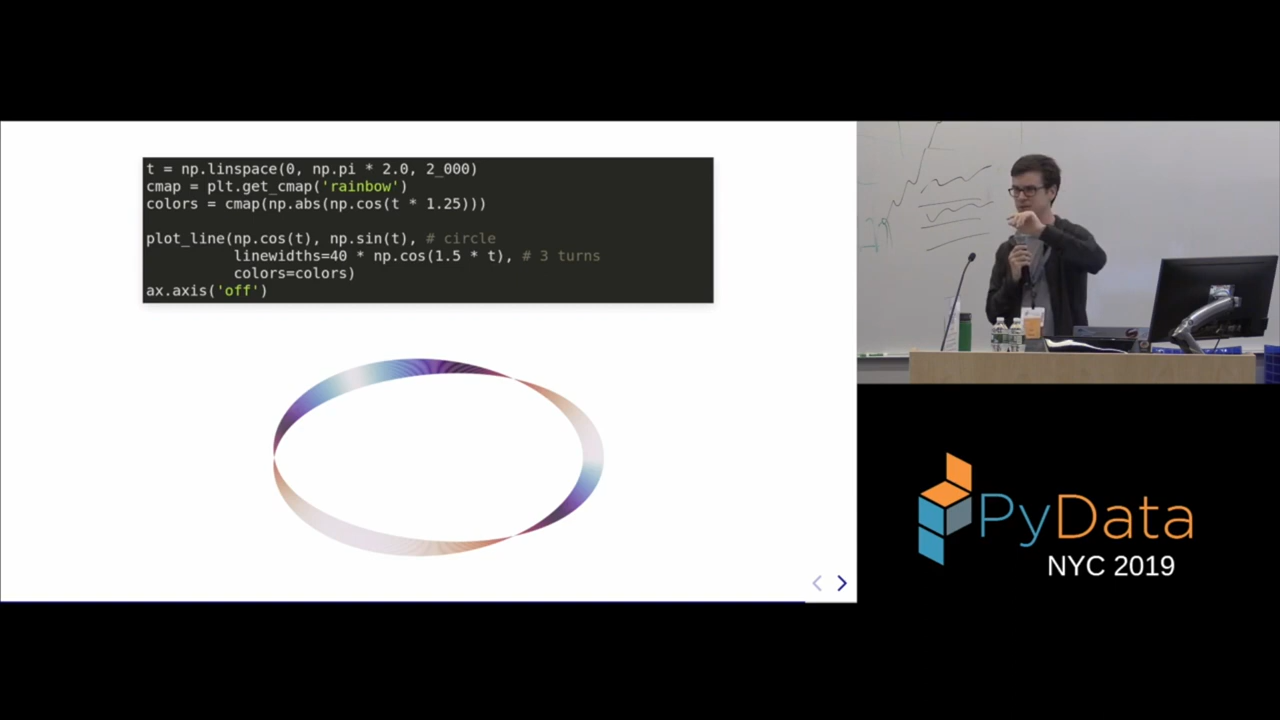 t = np.linspace(0, np.pi * 2.0, 2_000)
cmap = plt.get_cmap('rainbow')
colors = cmap(np.abs(np.cos(t * 1.25)))
plot_line(np.cos(t), np.sin(t), # circle
linewidths=40 * np.cos(1.5 * t), # 3 turns
colors=colors)
ax.axis('off')
PyData
NYC 2019